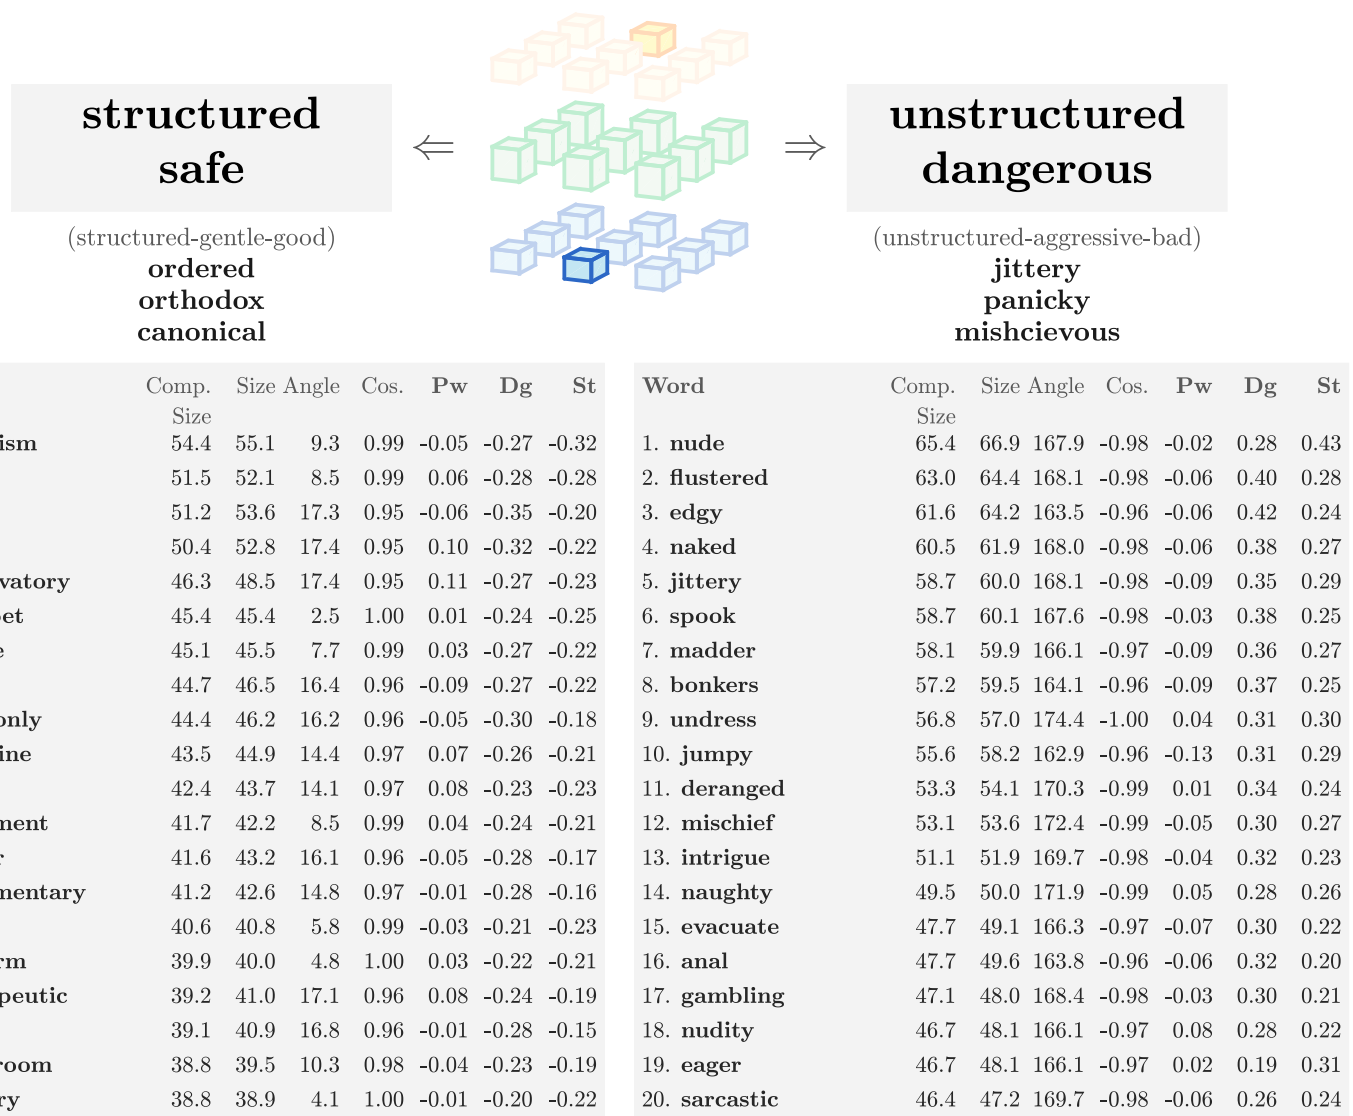 structured
safe
⇐
⇒
unstructured
dangerous
(structured-gentle-good)
ordered
orthodox
canonical
(unstructured-aggressive-bad)
jittery
panicky
mishcievous
Comp. Size Angle Cos. Pw Dg St
Size
ism 54.4 55.1 9.3 0.99 -0.05 -0.27 -0.32
51.5 52.1 8.5 0.99 0.06 -0.28 -0.28
51.2 53.6 17.3 0.95 -0.06 -0.35 -0.20
50.4 52.8 17.4 0.95 0.10 -0.32 -0.22
vatory 46.3 48.5 17.4 0.95 0.11 -0.27 -0.23
et 45.4 45.4 2.5 1.00 0.01 -0.24 -0.25
e 45.1 45.5 7.7 0.99 0.03 -0.27 -0.22
44.7 46.5 16.4 0.96 -0.09 -0.27 -0.22
only 44.4 46.2 16.2 0.96 -0.05 -0.30 -0.18
ine 43.5 44.9 14.4 0.97 0.07 -0.26 -0.21
42.4 43.7 14.1 0.97 0.08 -0.23 -0.23
ment 41.7 42.2 8.5 0.99 0.04 -0.24 -0.21
r 41.6 43.2 16.1 0.96 -0.05 -0.28 -0.17
mentary 41.2 42.6 14.8 0.97 -0.01 -0.28 -0.16
40.6 40.8 5.8 0.99 -0.03 -0.21 -0.23
rm 39.9 40.0 4.8 1.00 0.03 -0.22 -0.21
peutic 39.2 41.0 17.1 0.96 0.08 -0.24 -0.19
39.1 40.9 16.8 0.96 -0.01 -0.28 -0.15
room 38.8 39.5 10.3 0.98 -0.04 -0.23 -0.19
ry 38.8 38.9 4.1 1.00 -0.01 -0.20 -0.22
Word Comp. Size Angle Cos. Pw Dg St
Size
1. nude 65.4 66.9 167.9 -0.98 -0.02 0.28 0.43
2. flustered 63.0 64.4 168.1 -0.98 -0.06 0.40 0.28
3. edgy 61.6 64.2 163.5 -0.96 -0.06 0.42 0.24
4. naked 60.5 61.9 168.0 -0.98 -0.06 0.38 0.27
5. jittery 58.7 60.0 168.1 -0.98 -0.09 0.35 0.29
6. spook 58.7 60.1 167.6 -0.98 -0.03 0.38 0.25
7. madder 58.1 59.9 166.1 -0.97 -0.09 0.36 0.27
8. bonkers 57.2 59.5 164.1 -0.96 -0.09 0.37 0.25
9. undress 56.8 57.0 174.4 -1.00 0.04 0.31 0.30
10. jumpy 55.6 58.2 162.9 -0.96 -0.13 0.31 0.29
11. deranged 53.3 54.1 170.3 -0.99 0.01 0.34 0.24
12. mischief 53.1 53.6 172.4 -0.99 -0.05 0.30 0.27
13. intrigue 51.1 51.9 169.7 -0.98 -0.04 0.32 0.23
14. naughty 49.5 50.0 171.9 -0.99 0.05 0.28 0.26
15. evacuate 47.7 49.1 166.3 -0.97 -0.07 0.30 0.22
16. anal 47.7 49.6 163.8 -0.96 -0.06 0.32 0.20
17. gambling 47.1 48.0 168.4 -0.98 -0.03 0.30 0.21
18. nudity 46.7 48.1 166.1 -0.97 0.08 0.28 0.22
19. eager 46.7 48.1 166.1 -0.97 0.02 0.19 0.31
20. sarcastic 46.4 47.2 169.7 -0.98 -0.06 0.26 0.24